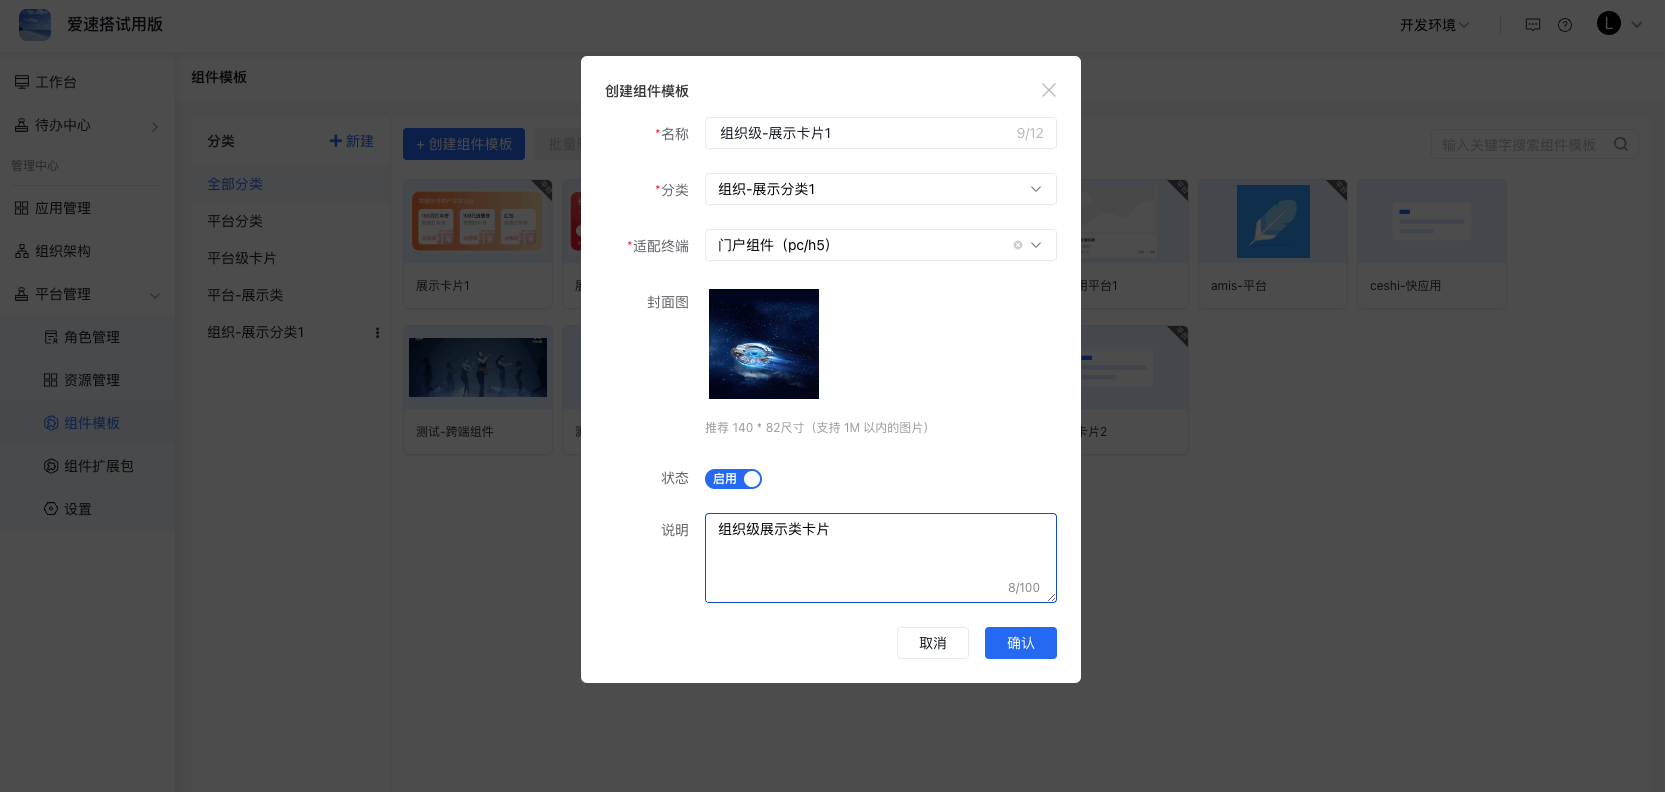 爱速搭试用版
开发环境
L
工作台
待办中心
管理中心
应用管理
组织架构
平台管理
角色管理
资源管理
组件模板
组件扩展包
设置
组件模板
分类
新建
全部分类
平台分类
平台级卡片
平台-展示类
组织-展示分类1
+ 创建组件模板
输入关键字搜索组件模板
展示卡片1
amis-平台
ceshi-快应用
测试-跨端组件
卡片2
创建组件模板
*名称
组织级-展示卡片1
9/12
*分类
组织-展示分类1
*适配终端
门户组件（pc/h5）
封面图
推荐 140 * 82尺寸（支持 1M 以内的图片）
状态
启用
说明
组织级展示类卡片
8/100
取消
确认